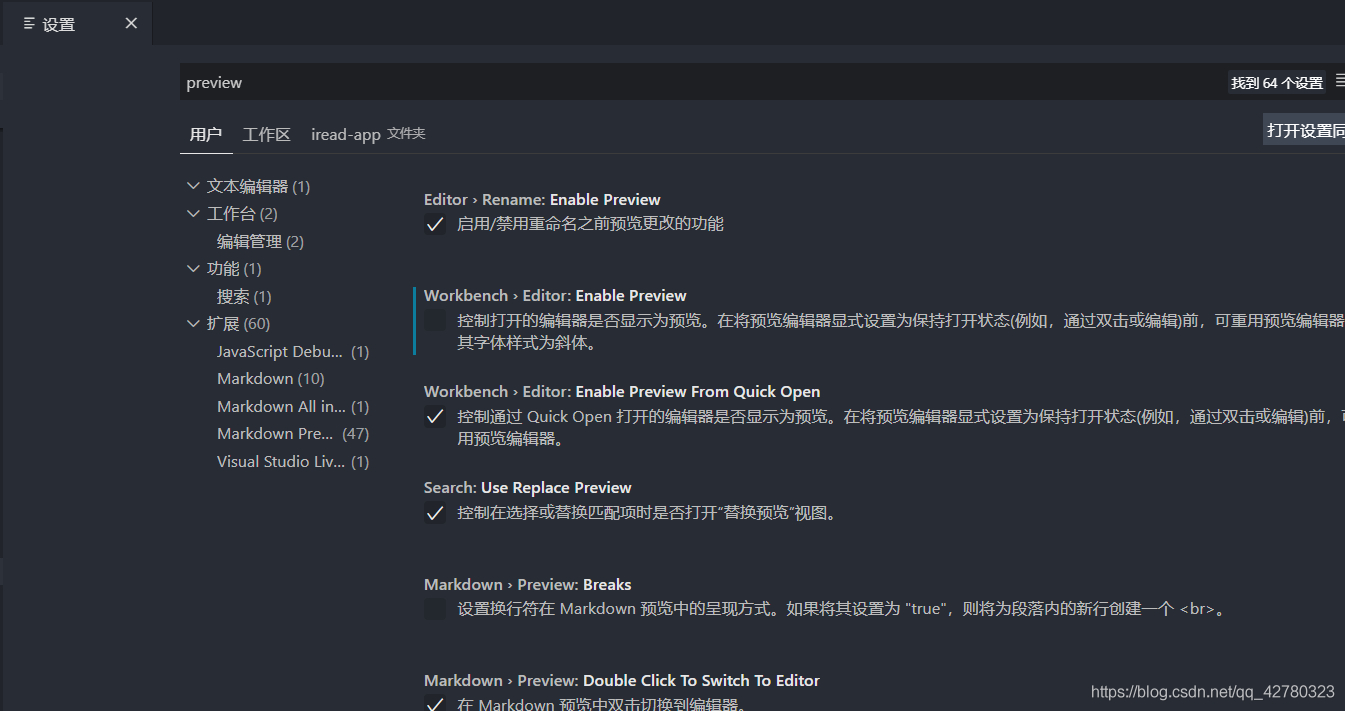 设置
preview
找到 64 个设置
用户 工作区 iread-app 文件夹
打开设置同
文本编辑器 (1)
工作台 (2)
编辑管理 (2)
功能 (1)
搜索 (1)
扩展 (60)
JavaScript Debu... (1)
Markdown (10)
Markdown All in... (1)
Markdown Pre... (47)
Visual Studio Liv... (1)
Editor › Rename: Enable Preview
启用/禁用重命名之前预览更改的功能
Workbench › Editor: Enable Preview
控制打开的编辑器是否显示为预览。在将预览编辑器显式设置为保持打开状态(例如，通过双击或编辑)前，可重用预览编辑器
其字体样式为斜体。
Workbench › Editor: Enable Preview From Quick Open
控制通过 Quick Open 打开的编辑器是否显示为预览。在将预览编辑器显式设置为保持打开状态(例如，通过双击或编辑)前，
用预览编辑器。
Search: Use Replace Preview
控制在选择或替换匹配项时是否打开“替换预览”视图。
Markdown › Preview: Breaks
设置换行符在 Markdown 预览中的呈现方式。如果将其设置为 "true"，则将为段落内的新行创建一个 <br>。
Markdown › Preview: Double Click To Switch To Editor
在 Markdown 预览中双击切换到编辑器。
https://blog.csdn.net/qq_42780323